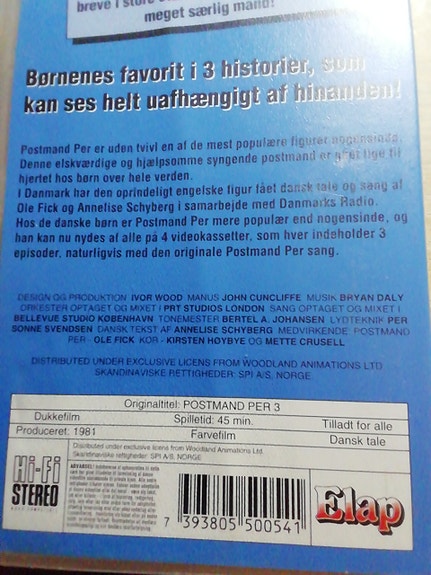 breve i store
meget særlig mand!
Børnenes favorit i 3 historier, som
kan ses helt uafhængigt af hinanden!
Postmand Per er uden tvivl en af de mest populære figurer nogensinde.
Denne elskværdige og hjælpsomme syngende postmand er gået lige til
hjertet hos børn over hele verden.
I Danmark har den oprindeligt engelske figur fået dansk tale og sang af
Ole Fick og Annelise Schyberg i samarbejde med Danmarks Radio.
Hos de danske børn er Postmand Per mere populær end nogensinde, og
han kan nu nydes af alle på 4 videokassetter, som hver indeholder 3
episoder, naturligvis med den originale Postmand Per sang.
DESIGN OG PRODUKTION IVOR WOOD MANUS JOHN CUNCLIFFE MUSIK BRYAN DALY
ORKESTER OPTAGET OG MIXET I PRT STUDIOS LONDON SANG OPTAGET OG MIXET I
BELLEVUE STUDIO KØBENHAVN TONEMESTER BERTEL A. JOHANSEN LYDTEKNIK PER
SONNE SVENDSEN DANSK TEKST AF ANNELISE SCHYBERG MEDVIRKENDE POSTMAND
PER - OLE FICK KOR - KIRSTEN HØYBYE OG METTE CRUSELL
DISTRIBUTED UNDER EXCLUSIVE LICENS FROM WOODLAND ANIMATIONS LTD
SKANDINAVISKE RETTIGHEDER: SPI A/S, NORGE
Originaltitel: POSTMAND PER 3
Dukkefilm Spilletid: 45 min. Tilladt for alle
Produceret: 1981 Farvefilm Dansk tale
Distributed under exclusive licens from Woodland Animations Ltd.
Skandinaviske rettigheder: SPI A/S, NORGE
Hi-Fi
STEREO
ADVARSEL!
7 393805 500541
Elap